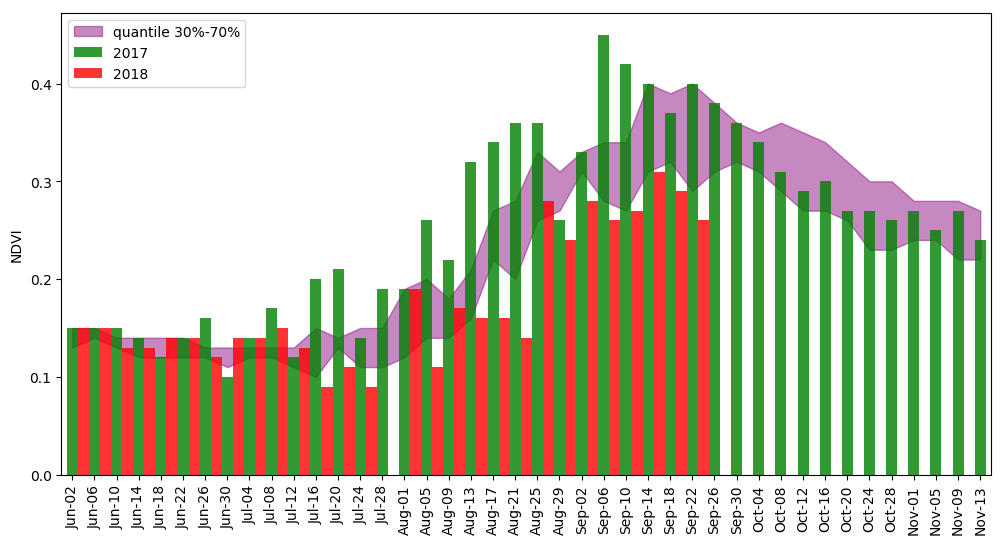 quantile 30%-70%
2017
2018
NDVI
0.4
0.3
0.2
0.1
0.0
Jun-02
Jun-06
Jun-10
Jun-14
Jun-18
Jun-22
Jun-26
Jun-30
Jul-04
Jul-08
Jul-12
Jul-16
Jul-20
Jul-24
Jul-28
Aug-01
Aug-05
Aug-09
Aug-13
Aug-17
Aug-21
Aug-25
Aug-29
Sep-02
Sep-06
Sep-10
Sep-14
Sep-18
Sep-22
Sep-26
Sep-30
Oct-04
Oct-08
Oct-12
Oct-16
Oct-20
Oct-24
Oct-28
Nov-01
Nov-05
Nov-09
Nov-13